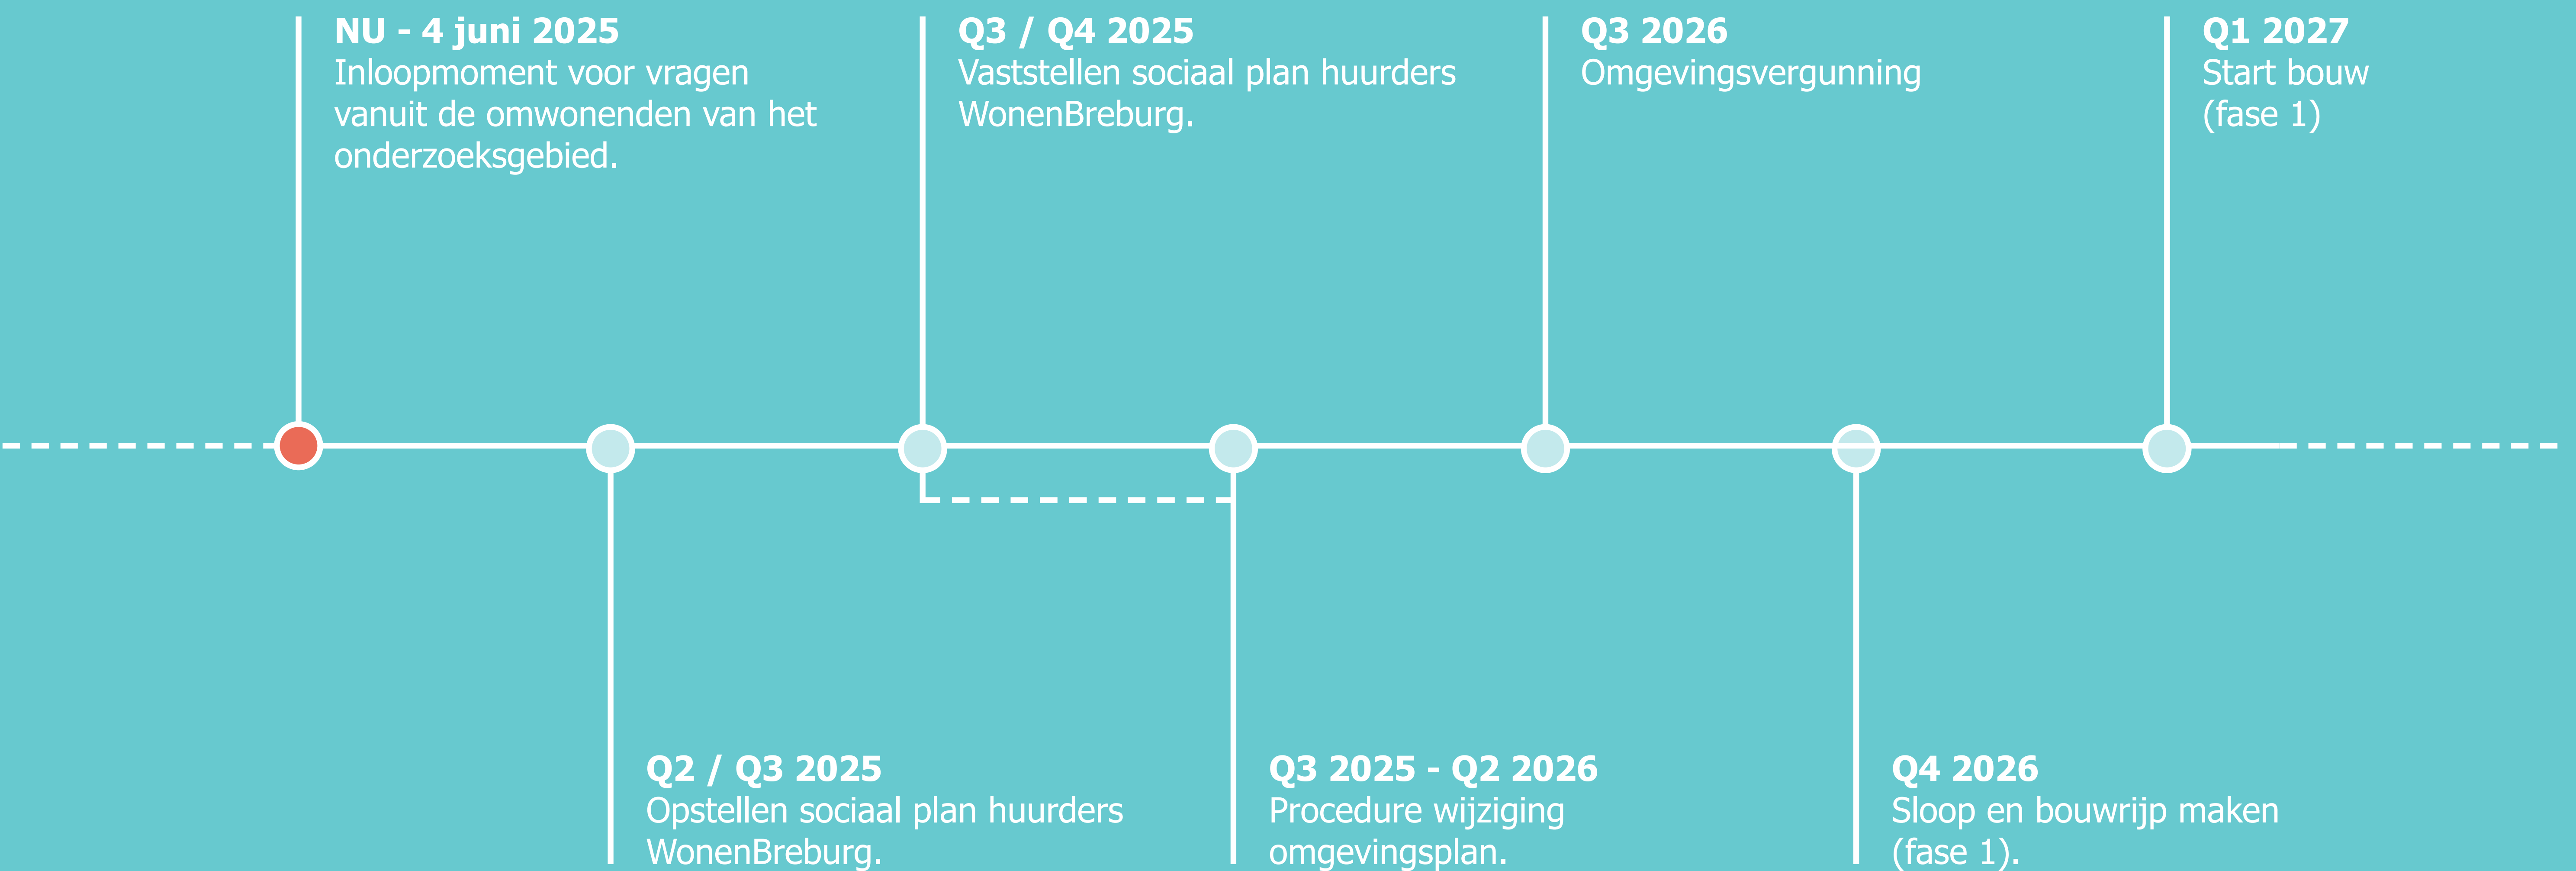 NU - 4 juni 2025
Inloopmoment voor vragen
vanuit de omwonenden van het
onderzoeksgebied.
Q2 / Q3 2025
Opstellen sociaal plan huurders
WonenBreburg.
Q3 / Q4 2025
Vaststellen sociaal plan huurders
WonenBreburg.
Q3 2025 - Q2 2026
Procedure wijziging
omgevingsplan.
Q3 2026
Omgevingsvergunning
Q4 2026
Sloop en bouwrijp maken
(fase 1).
Q1 2027
Start bouw
(fase 1)